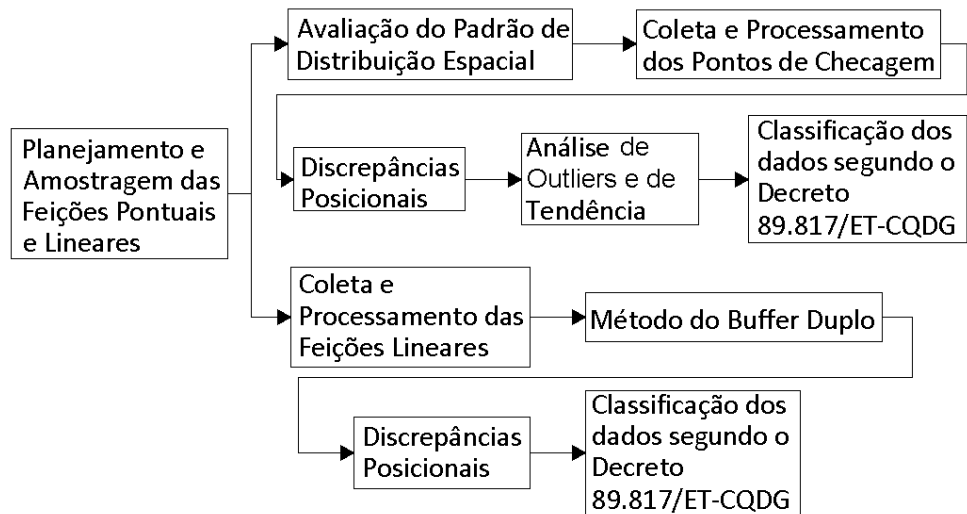 Planejamento e
Amostragem das
Feições Pontuais
e Lineares
Avaliação do Padrão de
Distribuição Espacial
Coleta e Processamento
dos Pontos de Checagem
Discrepâncias
Posicionais
Análise de
Outliers e de
Tendência
Classificação dos
dados segundo o
Decreto
89.817/ET-CQDG
Coleta e
Processamento das
Feições Lineares
Método do Buffer Duplo
Discrepâncias
Posicionais
Classificação dos
dados segundo o
Decreto
89.817/ET-CQDG